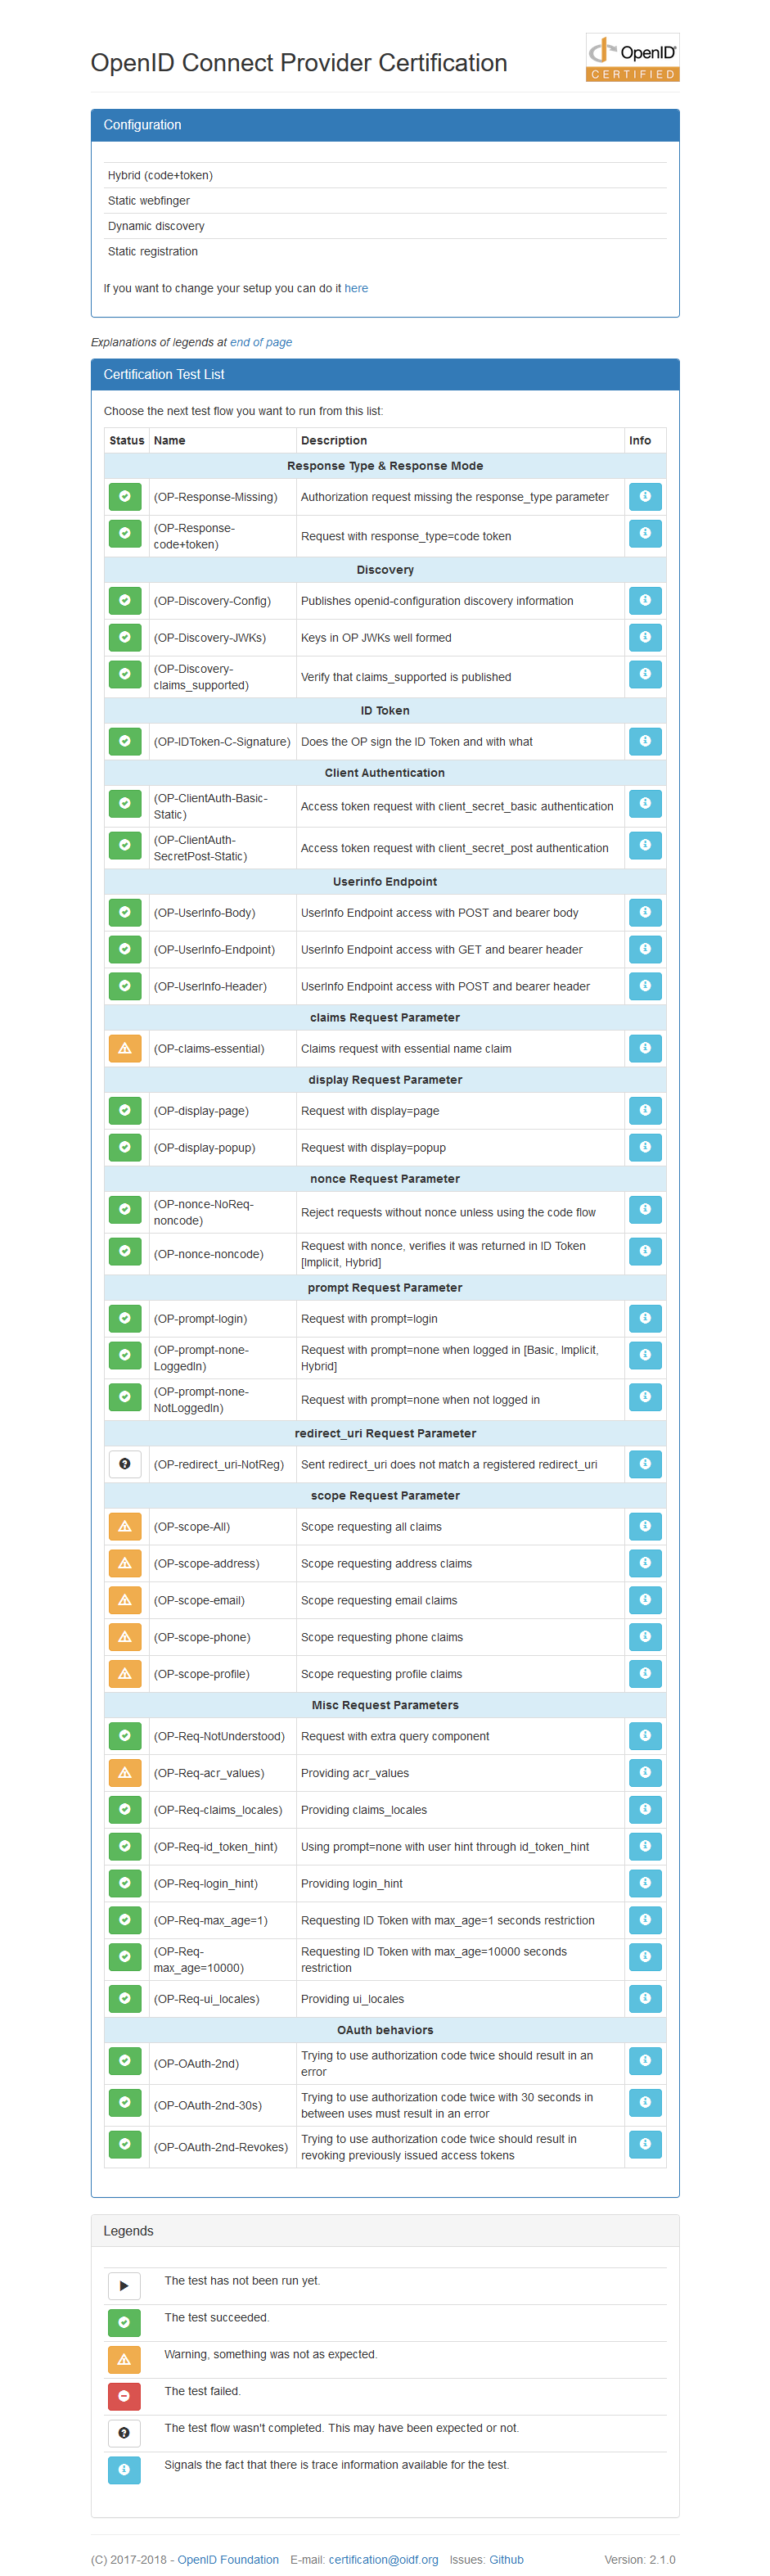 OpenID Connect Provider Certification
OpenID®
CERTIFIED
Configuration
Hybrid (code+token)
Static webfinger
Dynamic discovery
Static registration
If you want to change your setup you can do it here
Explanations of legends at end of page
Certification Test List
Choose the next test flow you want to run from this list:
Status Name Description Info
Response Type & Response Mode
(OP-Response-Missing) Authorization request missing the response_type parameter
(OP-Response-
code+token) Request with response_type=code token
Discovery
(OP-Discovery-Config) Publishes openid-configuration discovery information
(OP-Discovery-JWKs) Keys in OP JWKs well formed
(OP-Discovery-
claims_supported) Verify that claims_supported is published
ID Token
(OP-IDToken-C-Signature) Does the OP sign the ID Token and with what
Client Authentication
(OP-ClientAuth-Basic-
Static) Access token request with client_secret_basic authentication
(OP-ClientAuth-
SecretPost-Static) Access token request with client_secret_post authentication
Userinfo Endpoint
(OP-UserInfo-Body) UserInfo Endpoint access with POST and bearer body
(OP-UserInfo-Endpoint) UserInfo Endpoint access with GET and bearer header
(OP-UserInfo-Header) UserInfo Endpoint access with POST and bearer header
claims Request Parameter
(OP-claims-essential) Claims request with essential name claim
display Request Parameter
(OP-display-page) Request with display=page
(OP-display-popup) Request with display=popup
nonce Request Parameter
(OP-nonce-NoReq-
noncode) Reject requests without nonce unless using the code flow
(OP-nonce-noncode) Request with nonce, verifies it was returned in ID Token
[Implicit, Hybrid]
prompt Request Parameter
(OP-prompt-login) Request with prompt=login
(OP-prompt-none- Request with prompt=none when logged in [Basic, Implicit,
LoggedIn) Hybrid]
(OP-prompt-none-
NotLoggedIn) Request with prompt=none when not logged in
redirect_uri Request Parameter
(OP-redirect_uri-NotReg) Sent redirect_uri does not match a registered redirect_uri
scope Request Parameter
(OP-scope-All) Scope requesting all claims
(OP-scope-address) Scope requesting address claims
(OP-scope-email) Scope requesting email claims
(OP-scope-phone) Scope requesting phone claims
(OP-scope-profile) Scope requesting profile claims
Misc Request Parameters
(OP-Req-NotUnderstood) Request with extra query component
(OP-Req-acr_values) Providing acr_values
(OP-Req-claims_locales) Providing claims_locales
(OP-Req-id_token_hint) Using prompt=none with user hint through id_token_hint
(OP-Req-login_hint) Providing login_hint
(OP-Req-max_age=1) Requesting ID Token with max_age=1 seconds restriction
(OP-Req- Requesting ID Token with max_age=10000 seconds
max_age=10000) restriction
(OP-Req-ui_locales) Providing ui_locales
OAuth behaviors
(OP-OAuth-2nd) Trying to use authorization code twice should result in an
error
(OP-OAuth-2nd-30s) Trying to use authorization code twice with 30 seconds in
between uses must result in an error
(OP-OAuth-2nd-Revokes) Trying to use authorization code twice should result in
revoking previously issued access tokens
Legends
The test has not been run yet.
The test succeeded.
Warning, something was not as expected.
The test failed.
The test flow wasn't completed. This may have been expected or not.
Signals the fact that there is trace information available for the test.
(C) 2017-2018 - OpenID Foundation E-mail: certification@oidf.org Issues: Github Version: 2.1.0